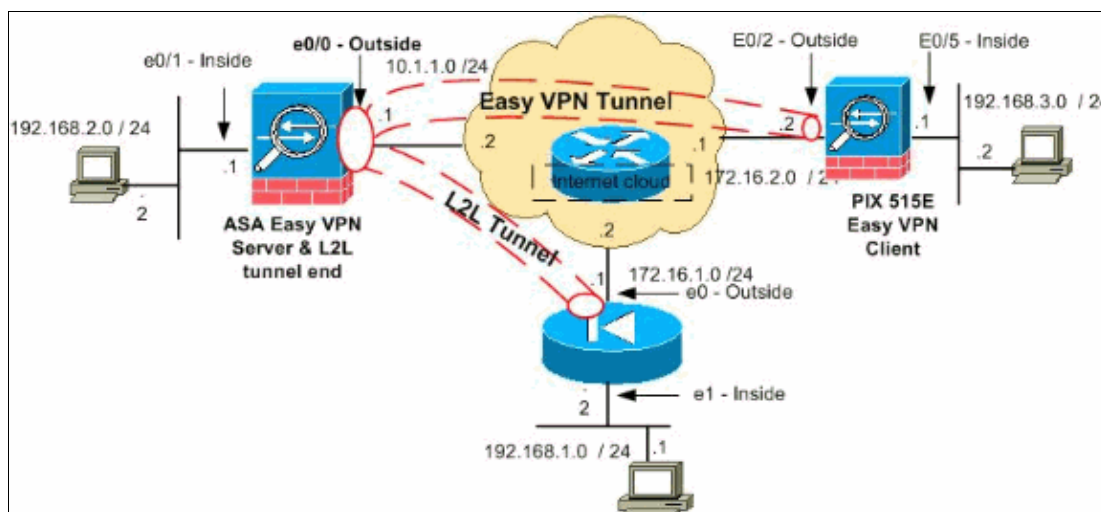 e0/1 - Inside
e0/0 - Outside
10.1.1.0 /24
E0/2 - Outside
E0/5 - Inside
Easy VPN Tunnel
192.168.2.0 / 24
192.168.3.0 / 24
.1
.1
.2
.1
.2
.1
.2
.2
Internet cloud
172.16.2.0 / 24
ASA Easy VPN
Server & L2L
tunnel end
PIX 515E
Easy VPN
Client
L2L Tunnel
.2
.1
172.16.1.0 /24
e0 - Outside
e1 - Inside
.2
192.168.1.0 / 24
.1